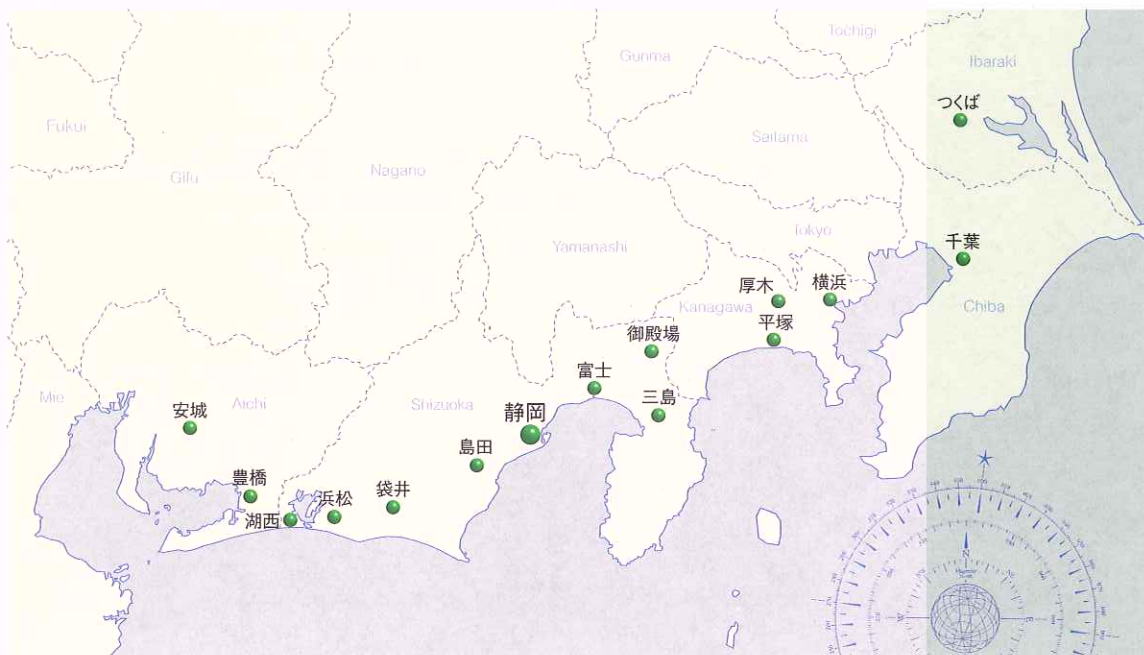 Tochigi
Gunma
Ibaraki
つくば
Fukui
Saitama
Gifu
Nagano
Tokyo
Yamanashi
千葉
厚木
横浜
Kanagawa
Chiba
平塚
御殿場
富士
三島
Mie
Aichi
Shizuoka
安城
静岡
島田
豊橋
袋井
浜松
湖西
N
E